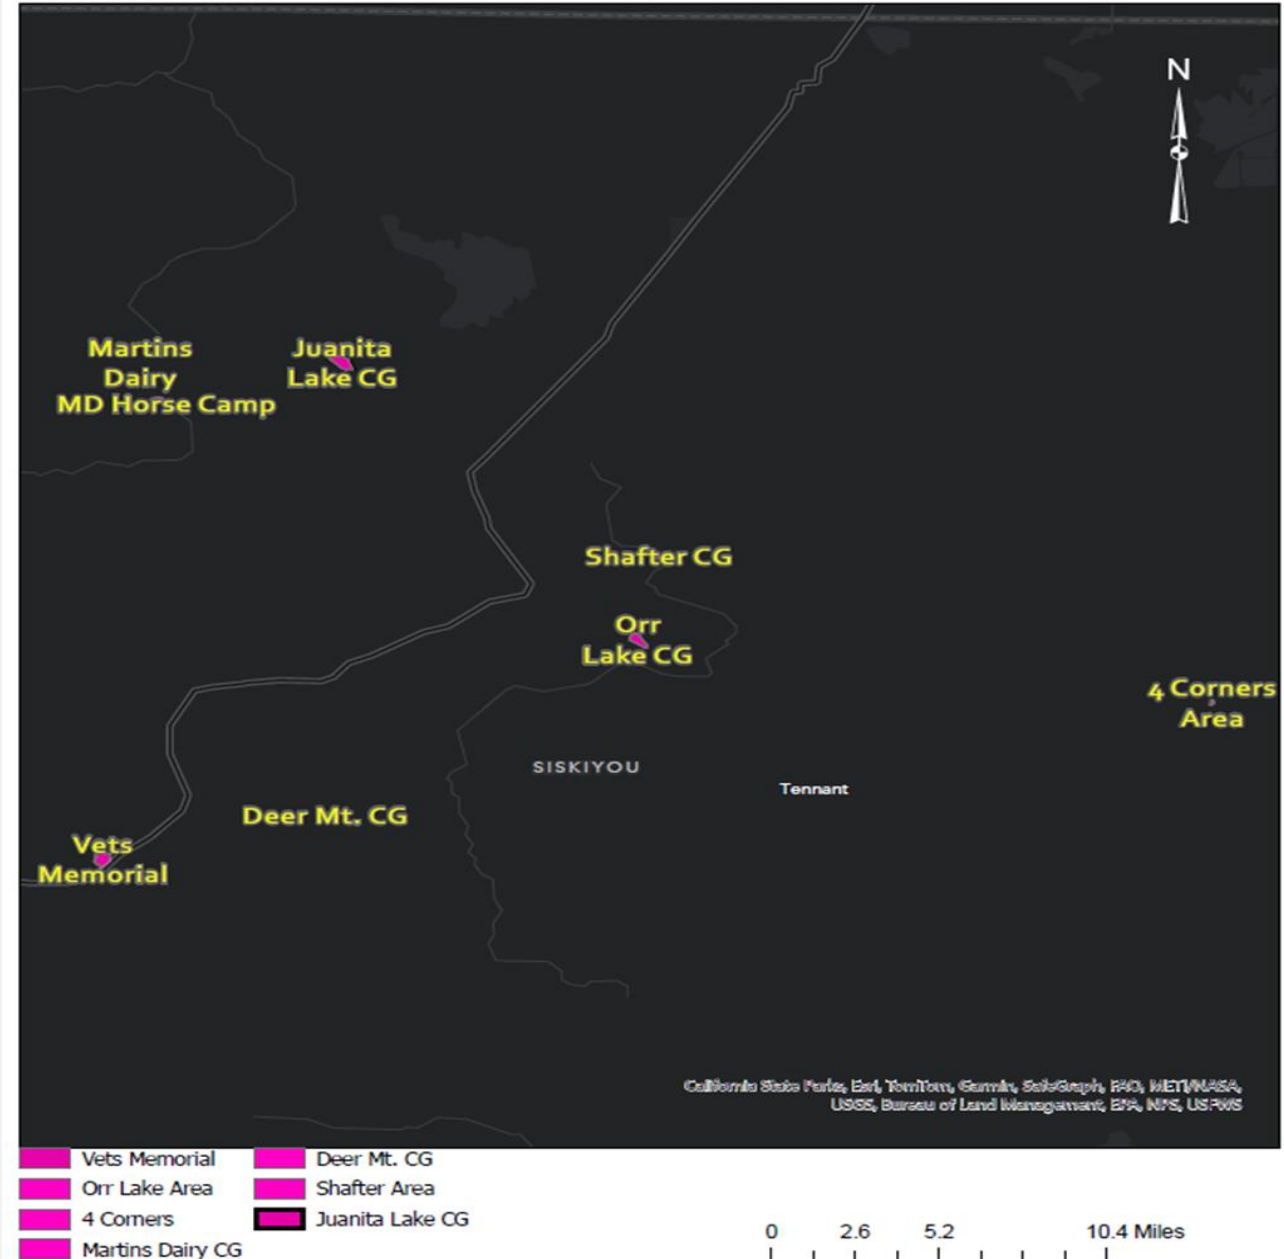 N
Martins
Dairy
MD Horse Camp
Juanita
Lake CG
Shafter CG
Orr
Lake CG
4 Corners
Area
SISKIYOU
Tennant
Deer Mt. CG
Vets
Memorial
California State Parks, Esri, TomTom, Garmin, SafeGraph, FAO, METI/NASA,
USGS, Bureau of Land Management, EPA, NPS, USFWS
Vets Memorial
Orr Lake Area
4 Corners
Martins Dairy CG
Deer Mt. CG
Shafter Area
Juanita Lake CG
0 2.6 5.2 10.4 Miles